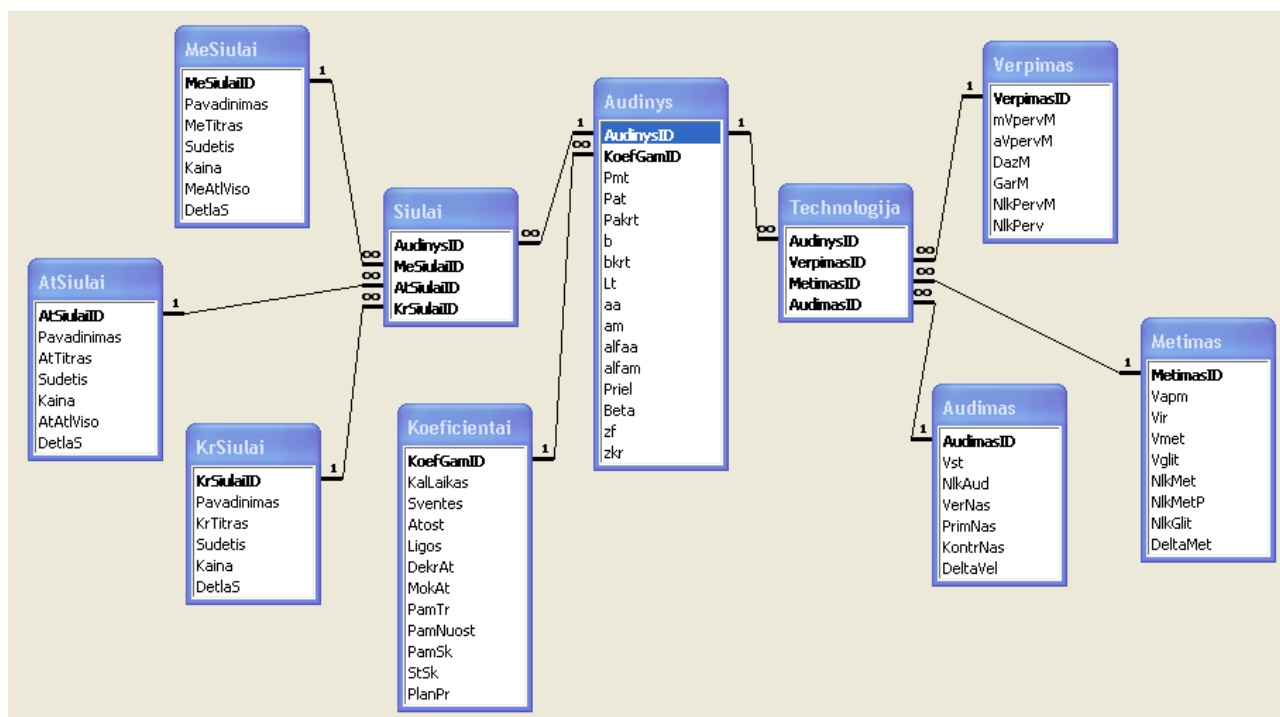 MeSiulai
MeSiulaiID
Pavadinimas
MeTitras
Sudetis
Kaina
MeAtlViso
DetlaS
1
AtSiulai
AtSiulaiID
Pavadinimas
AtTitras
Sudetis
Kaina
AtAtlViso
DetlaS
1
KrSiulai
KrSiulaiID
Pavadinimas
KrTitras
Sudetis
Kaina
DetlaS
1
Siulai
AudinysID
MeSiulaiID
AtSiulaiID
KrSiulaiID
∞
∞
∞
∞
Koeficientai
KoefGamID
KalLaikas
Sventes
Atost
Ligos
DekrAt
MokAt
PamTr
PamNuost
PamSk
StSk
PlanPr
1
Audinys
AudinysID
KoefGamID
Pmt
Pat
Pakrt
b
bkrt
Lt
aa
am
alfaa
alfam
Priel
Beta
zf
zkr
1
∞
1
Technologija
AudinysID
VerpimasID
MetimasID
AudimasID
∞
∞
∞
∞
Verpimas
VerpimasID
mVpervM
aVpervM
DazM
GarM
NlkPervM
NlkPerv
1
Audimas
AudimasID
Vst
NlkAud
VerNas
PrimNas
KontrNas
DeltaVel
1
Metimas
MetimasID
Vapm
Vir
Vmet
Vglit
NlkMet
NlkMetP
NlkGlit
DeltaMet
1